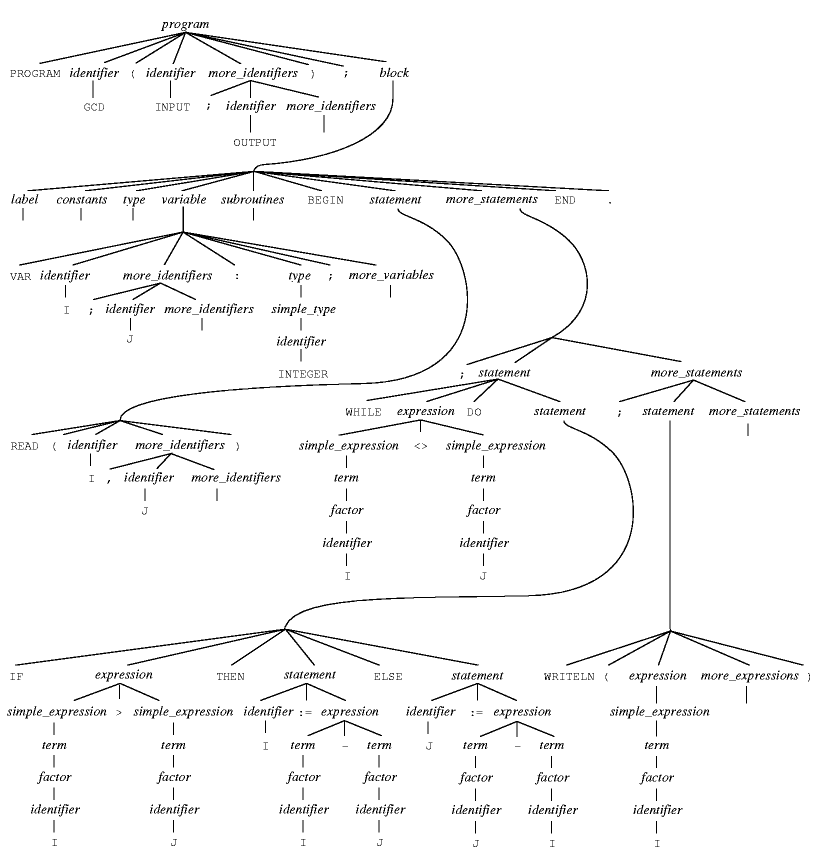 program
PROGRAM identifier ( identifier more_identifiers ) ; block
GCD INPUT ; identifier more_identifiers
OUTPUT
label constants type variable subroutines BEGIN statement more_statements END .
VAR identifier more_identifiers : type ; more_variables
I ; identifier more_identifiers simple_type
J identifier
INTEGER
; statement more_statements
WHILE expression DO statement ; statement more_statements
READ ( identifier more_identifiers ) simple_expression <> simple_expression
I , identifier more_identifiers term term
J factor factor
identifier identifier
I J
IF expression THEN statement ELSE statement WRITELN ( expression more_expressions )
simple_expression > simple_expression identifier := expression identifier := expression simple_expression
term term I term - term J term - term term
factor factor factor factor factor factor factor
identifier identifier identifier identifier identifier identifier identifier
I J I J J I I